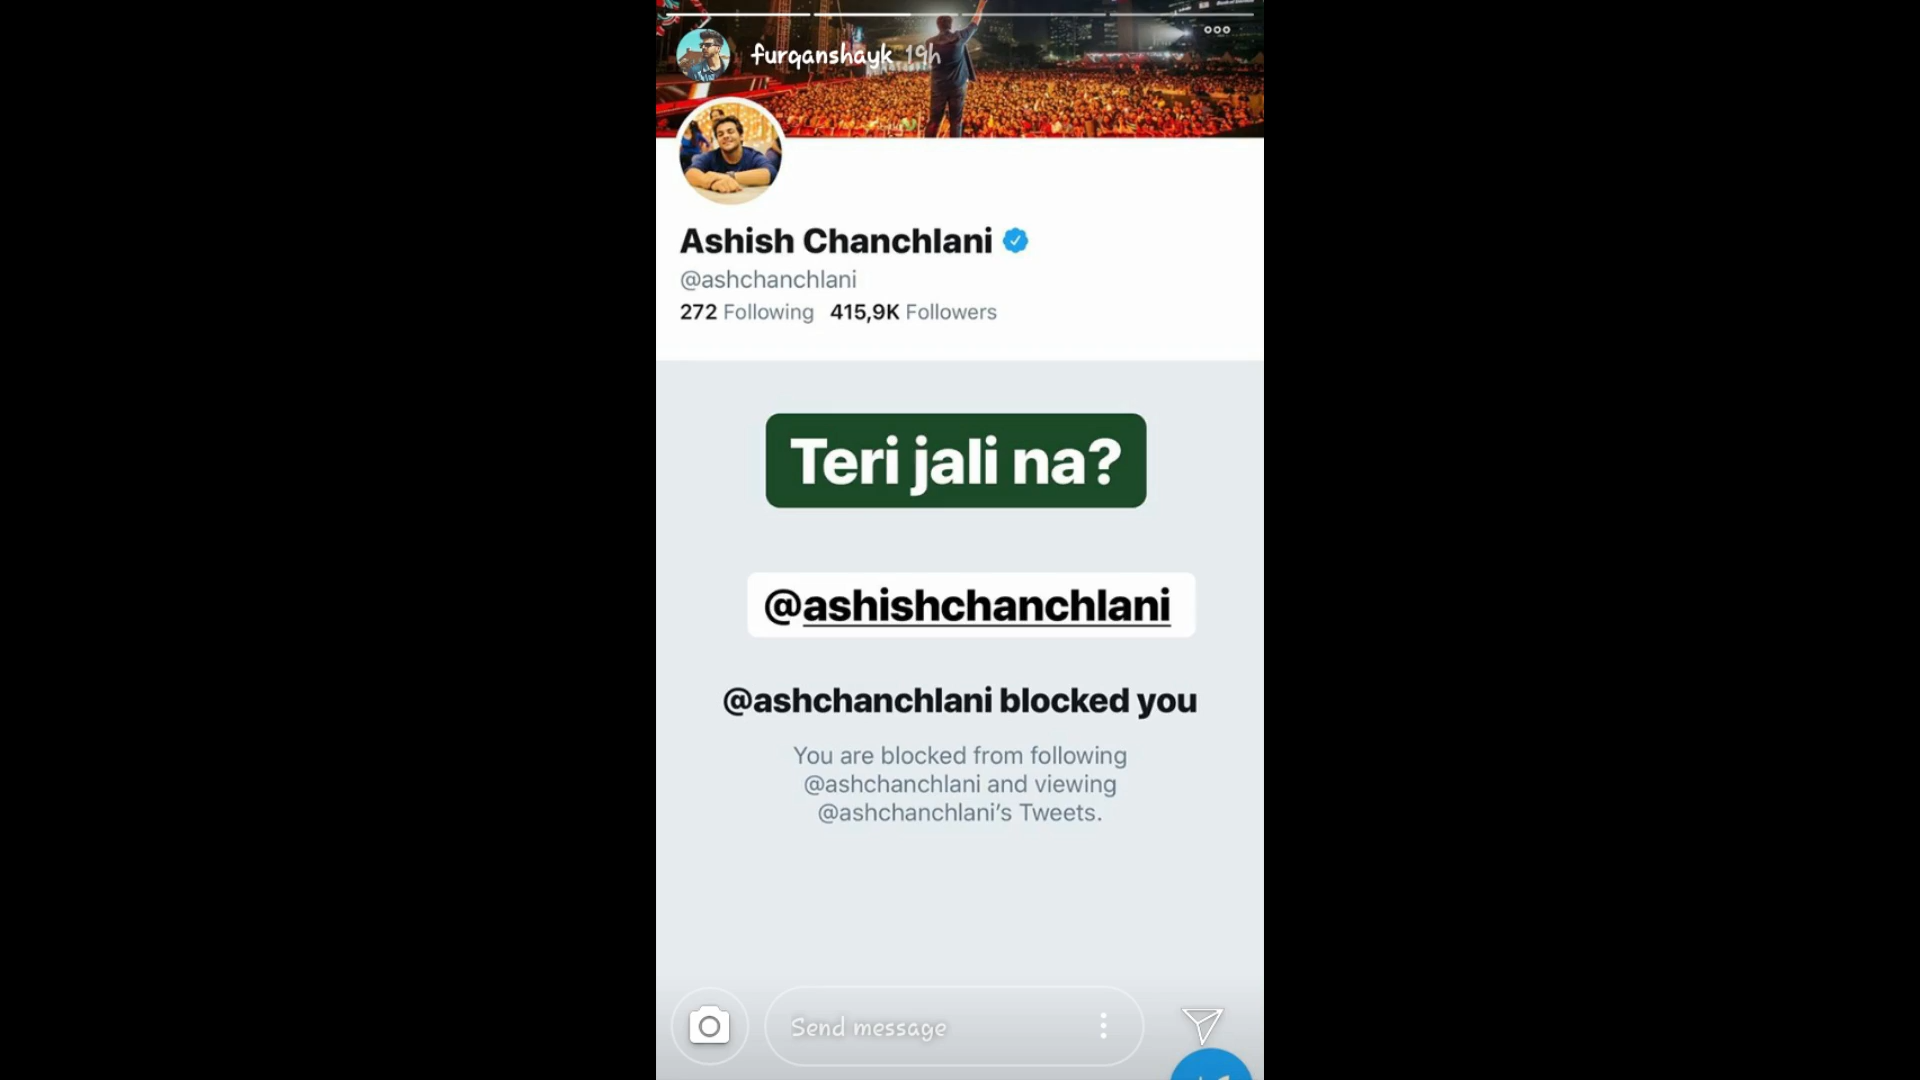 furqanshayk 19h
Ashish Chanchlani
@ashchanchlani
272 Following 415,9K Followers
Teri jali na?
@ashishchanchlani
@ashchanchlani blocked you
You are blocked from following
@ashchanchlani and viewing
@ashchanchlani's Tweets.
Send message